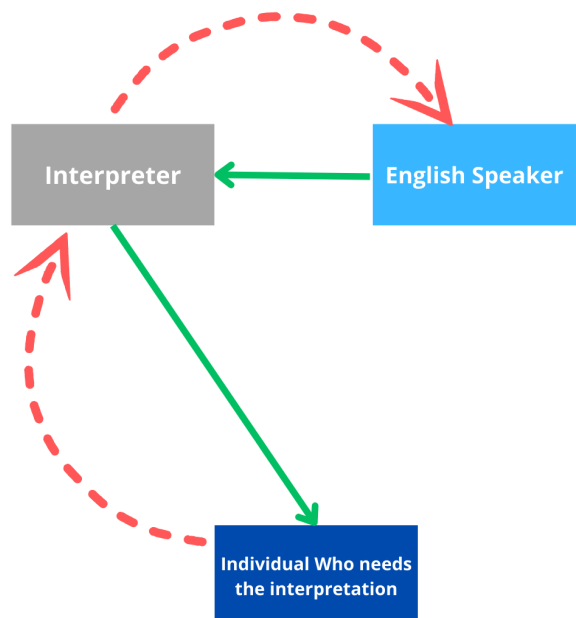 Interpreter
English Speaker
Individual Who needs
the interpretation